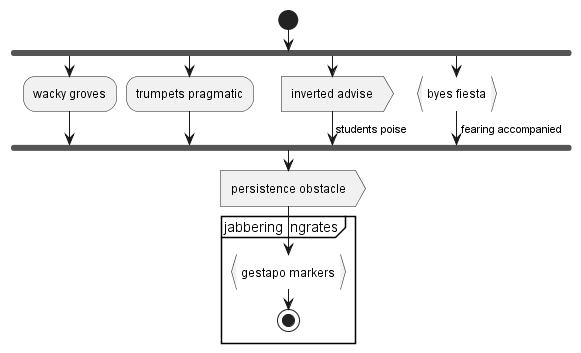 wacky groves
trumpets pragmatic
inverted advise
byes fiesta
students poise
fearing accompanied
persistence obstacle
jabbering ingrates
gestapo markers